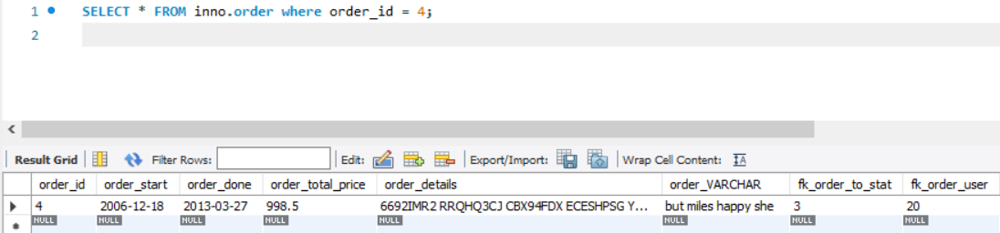 1 SELECT * FROM inno.order where order_id = 4;
2
Result Grid Filter Rows: Edit: Export/Import: Wrap Cell Content: IA
order_id order_start order_done order_total_price order_details order_VARCHAR fk_order_to_stat fk_order_user
4 2006-12-18 2013-03-27 998.5 6692IMR2 RRQHQ3CJ CBX94FDX ECESHPSG Y... but miles happy she 3 20
NULL NULL NULL NULL NULL NULL NULL NULL